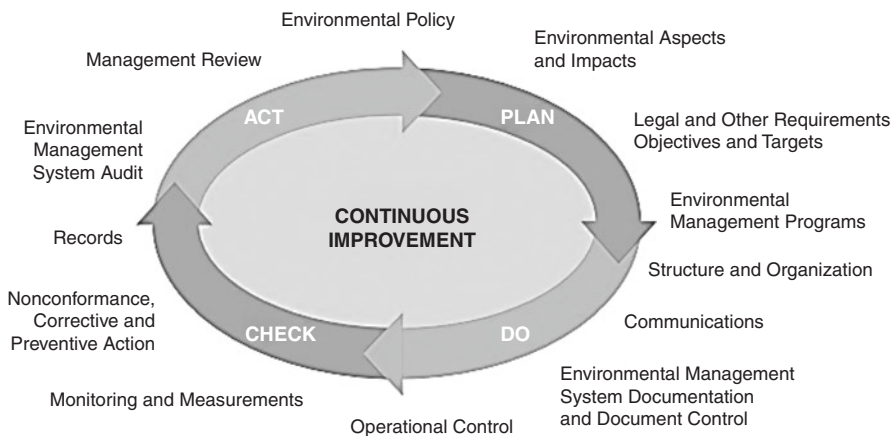 Environmental Policy
Environmental Aspects
and Impacts
Management Review
ACT
PLAN
Legal and Other Requirements
Objectives and Targets
Environmental
Management
System Audit
CONTINUOUS
IMPROVEMENT
Environmental
Management Programs
Records
Structure and Organization
Nonconformance,
Corrective and
Preventive Action
CHECK
DO
Communications
Environmental Management
System Documentation
and Document Control
Monitoring and Measurements
Operational Control